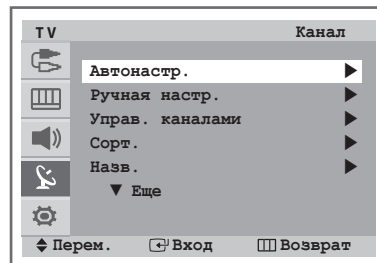 TV Канал
Автонастр. ▶
Ручная настр. ▶
Управ. каналами ▶
Сорт. ▶
Назв. ▶
▼ Еще
Перем. Вход Возврат